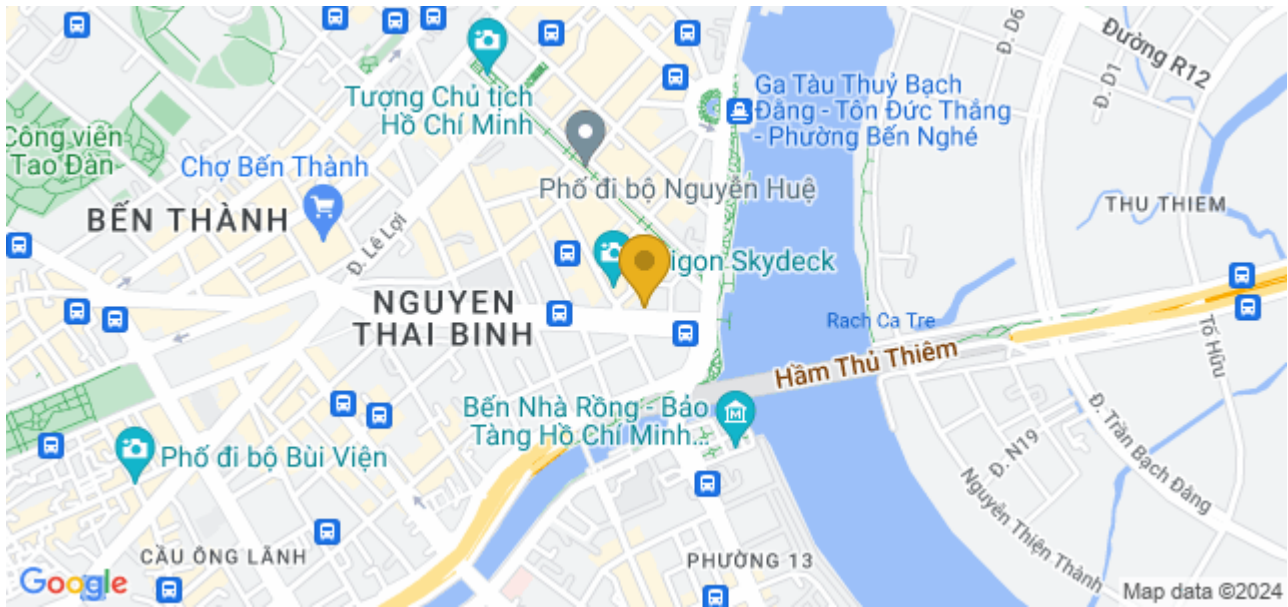 Đường R12
Đ. D6
Đ. D1
Tượng Chủ tịch
Hồ Chí Minh
Ga Tàu Thuỷ Bạch
Đằng - Tôn Đức Thắng
- Phường Bến Nghé
Công viên
Tao Đàn
Chợ Bến Thành
Phố đi bộ Nguyễn Huệ
BẾN THÀNH
Đ. Lê Lợi
THU THIEM
igon Skydeck
NGUYEN
THAI BINH
Rach Ca Tre
Tố Hữu
Hầm Thủ Thiêm
Bến Nhà Rồng - Bảo
Tàng Hồ Chí Minh...
Đ. Trần Bạch Đằng
Phố đi bộ Bùi Viện
Đ. N19
Nguyễn Thiện Thành
CẦU ÔNG LÃNH
PHƯỜNG 13
Google
Map data ©2024